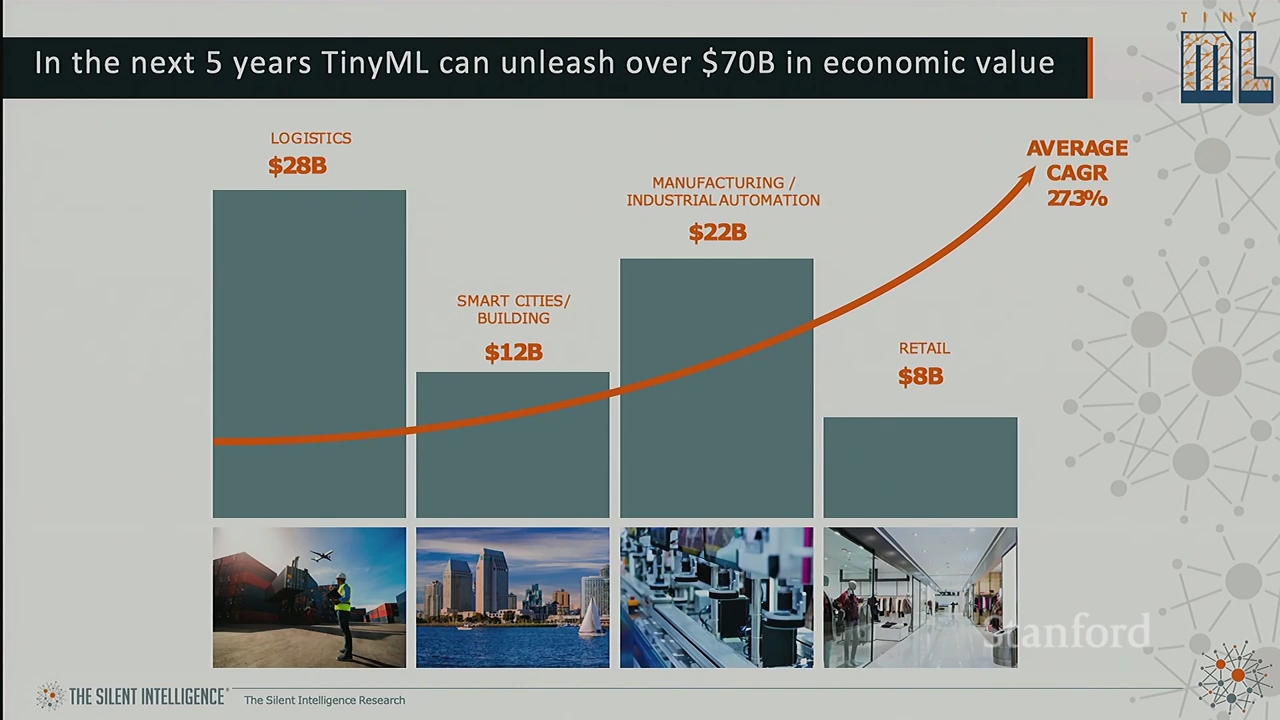 TINY
ML
In the next 5 years TinyML can unleash over $70B in economic value
LOGISTICS
$28B
SMART CITIES/
BUILDING
$12B
MANUFACTURING /
INDUSTRIAL AUTOMATION
$22B
RETAIL
$8B
AVERAGE
CAGR
27.3%
Stanford
THE SILENT INTELLIGENCE
The Silent Intelligence Research